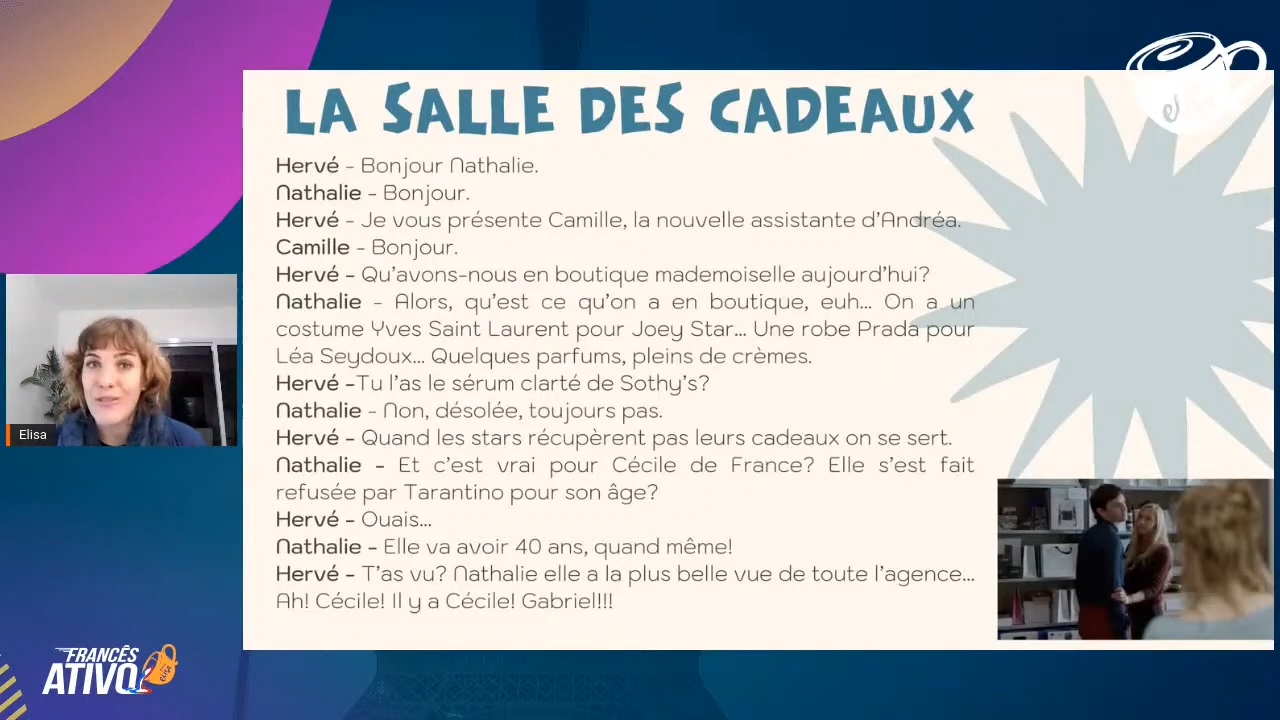 LA SALLE DES CADEAUX
Hervé - Bonjour Nathalie.
Nathalie - Bonjour.
Hervé - Je vous présente Camille, la nouvelle assistante d'Andréa.
Camille - Bonjour.
Hervé - Qu'avons-nous en boutique mademoiselle aujourd'hui?
Nathalie - Alors, qu'est ce qu'on a en boutique, euh... On a un
costume Yves Saint Laurent pour Joey Star... Une robe Prada pour
Léa Seydoux... Quelques parfums, pleins de crèmes.
Hervé -Tu l'as le sérum clarté de Sothy's?
Nathalie - Non, désolée, toujours pas.
Hervé - Quand les stars récupèrent pas leurs cadeaux on se sert.
Nathalie - Et c'est vrai pour Cécile de France? Elle s'est fait
refusée par Tarantino pour son âge?
Hervé - Ouais...
Nathalie - Elle va avoir 40 ans, quand même!
Hervé - T'as vu? Nathalie elle a la plus belle vue de toute l'agence...
Ah! Cécile! Il y a Cécile! Gabriel!!!
Elisa
FRANCÊS
ATIVO